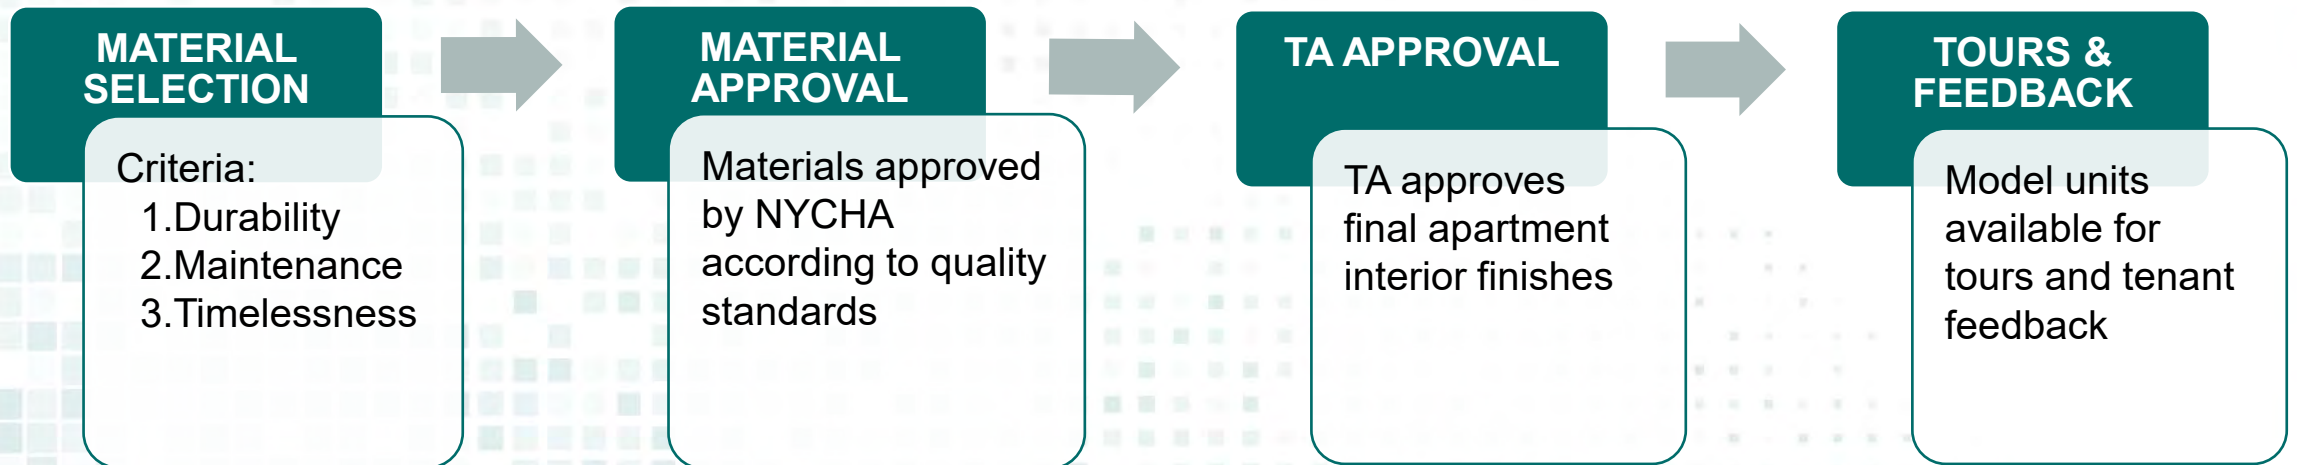 MATERIAL
SELECTION
Criteria:
1.Durability
2.Maintenance
3.Timelessness
MATERIAL
APPROVAL
Materials approved
by NYCHA
according to quality
standards
TA APPROVAL
TA approves
final apartment
interior finishes
TOURS &
FEEDBACK
Model units
available for
tours and tenant
feedback